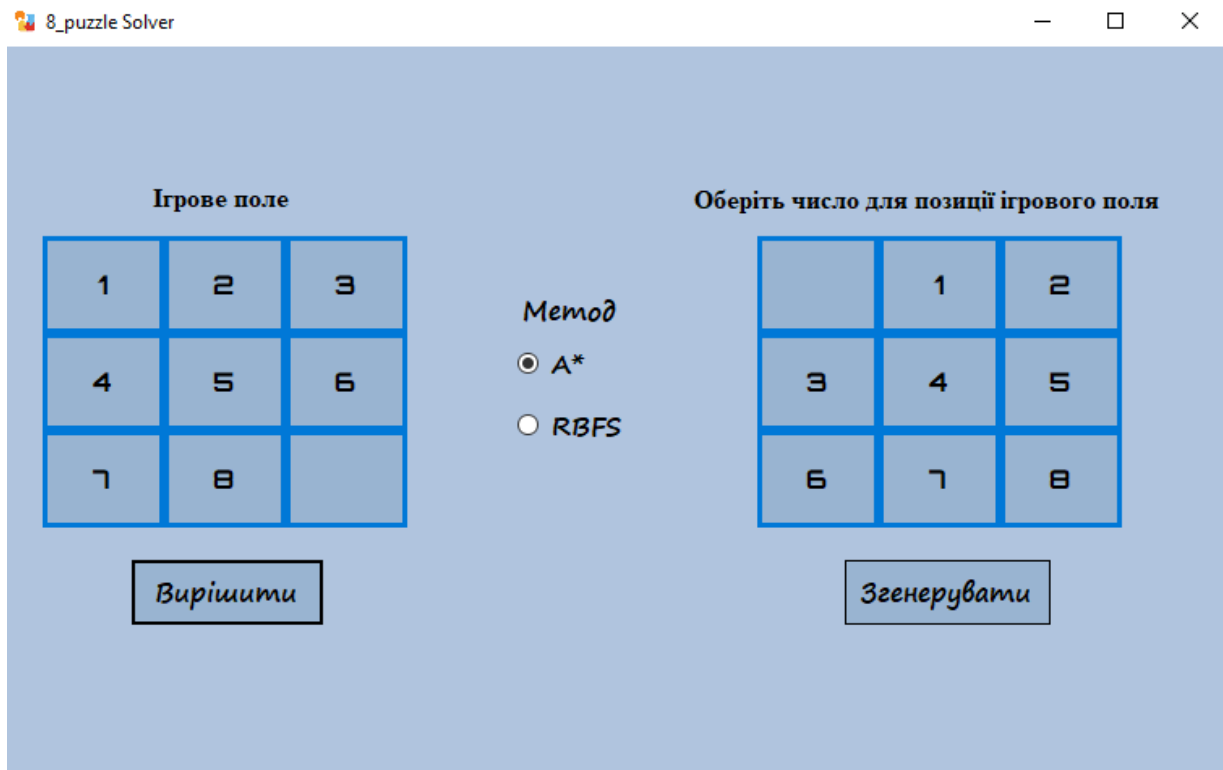 8_puzzle Solver
Ігрове поле
1 2 3
4 5 6
7 8
Вирішити
Метод
A*
RBFS
Оберіть число для позиції ігрового поля
1 2
3 4 5
6 7 8
Згенерувати